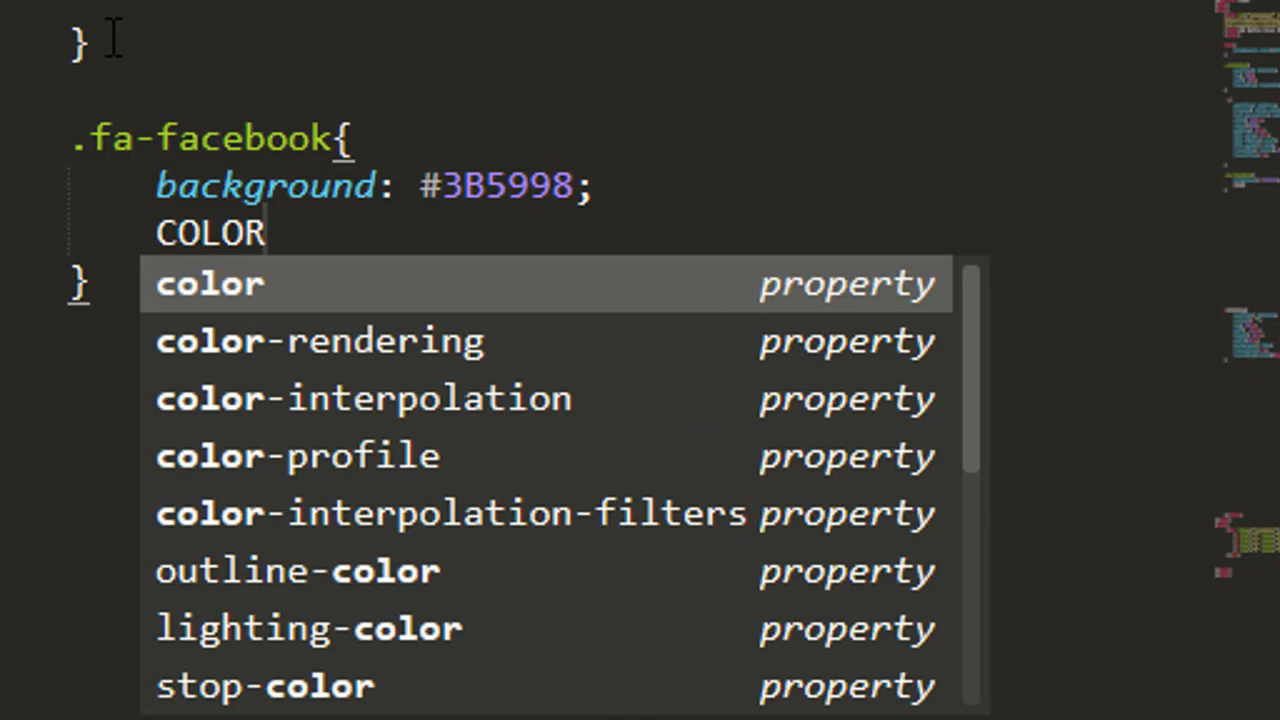 }
.fa-facebook{
background: #3B5998;
COLOR
}
color property
color-rendering property
color-interpolation property
color-profile property
color-interpolation-filters property
outline-color property
lighting-color property
stop-color property